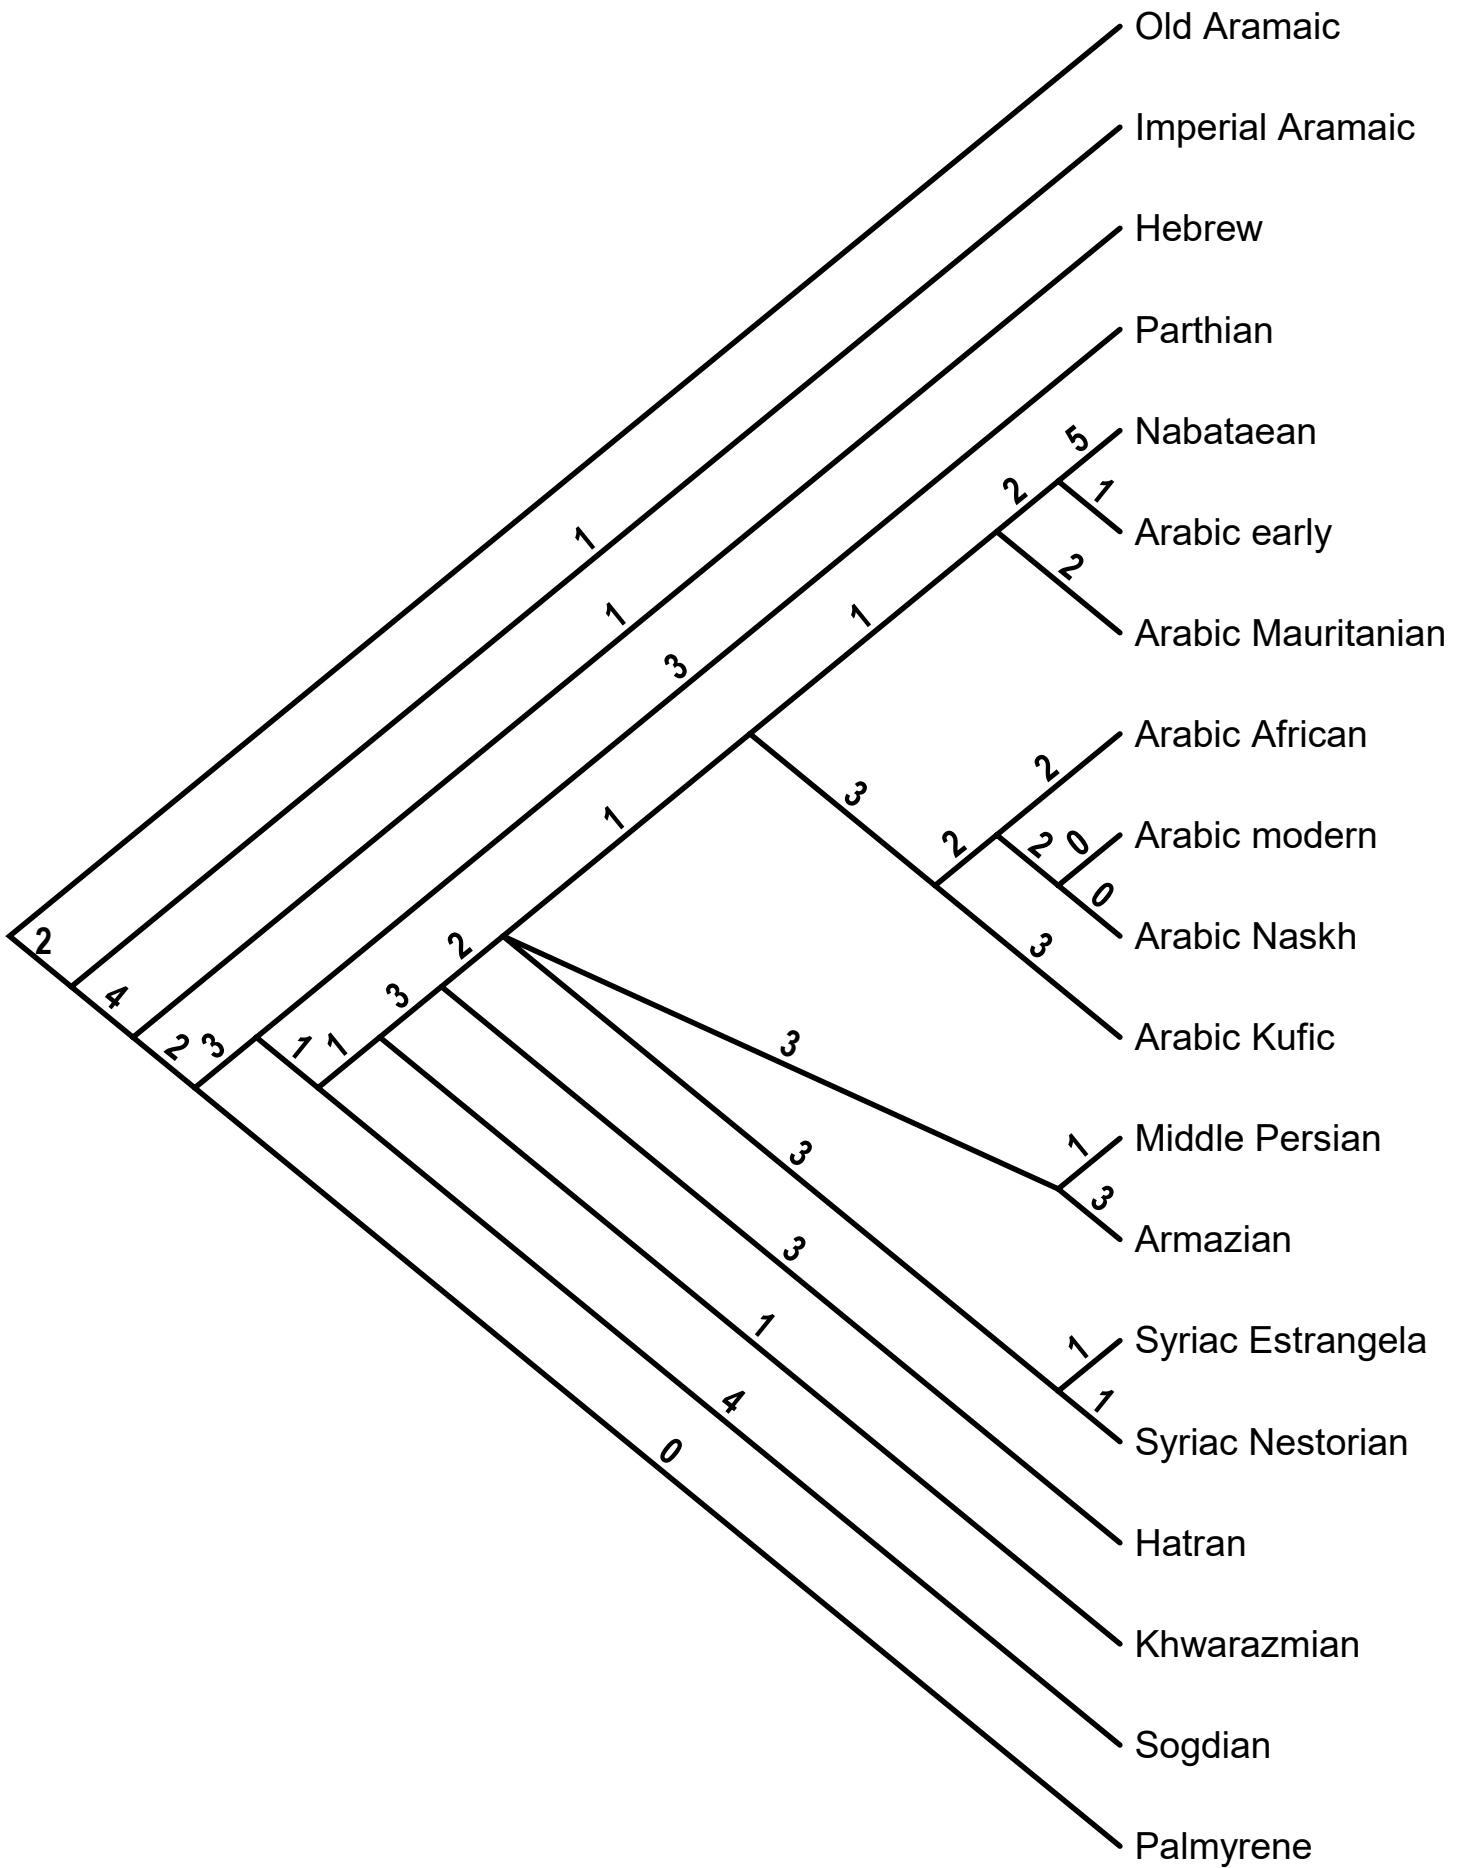 Old Aramaic
Imperial Aramaic
Hebrew
Parthian
5
Nabataean
2
1
Arabic early
1
2
1
1
Arabic Mauritanian
3
2
Arabic African
3
1
2
2
0
Arabic modern
0
2
2
3
Arabic Naskh
4
3
2
3
1
1
3
Arabic Kufic
3
1
Middle Persian
3
Armazian
3
1
Syriac Estrangela
1
4
1
Syriac Nestorian
0
Hatran
Khwarazmian
Sogdian
Palmyrene